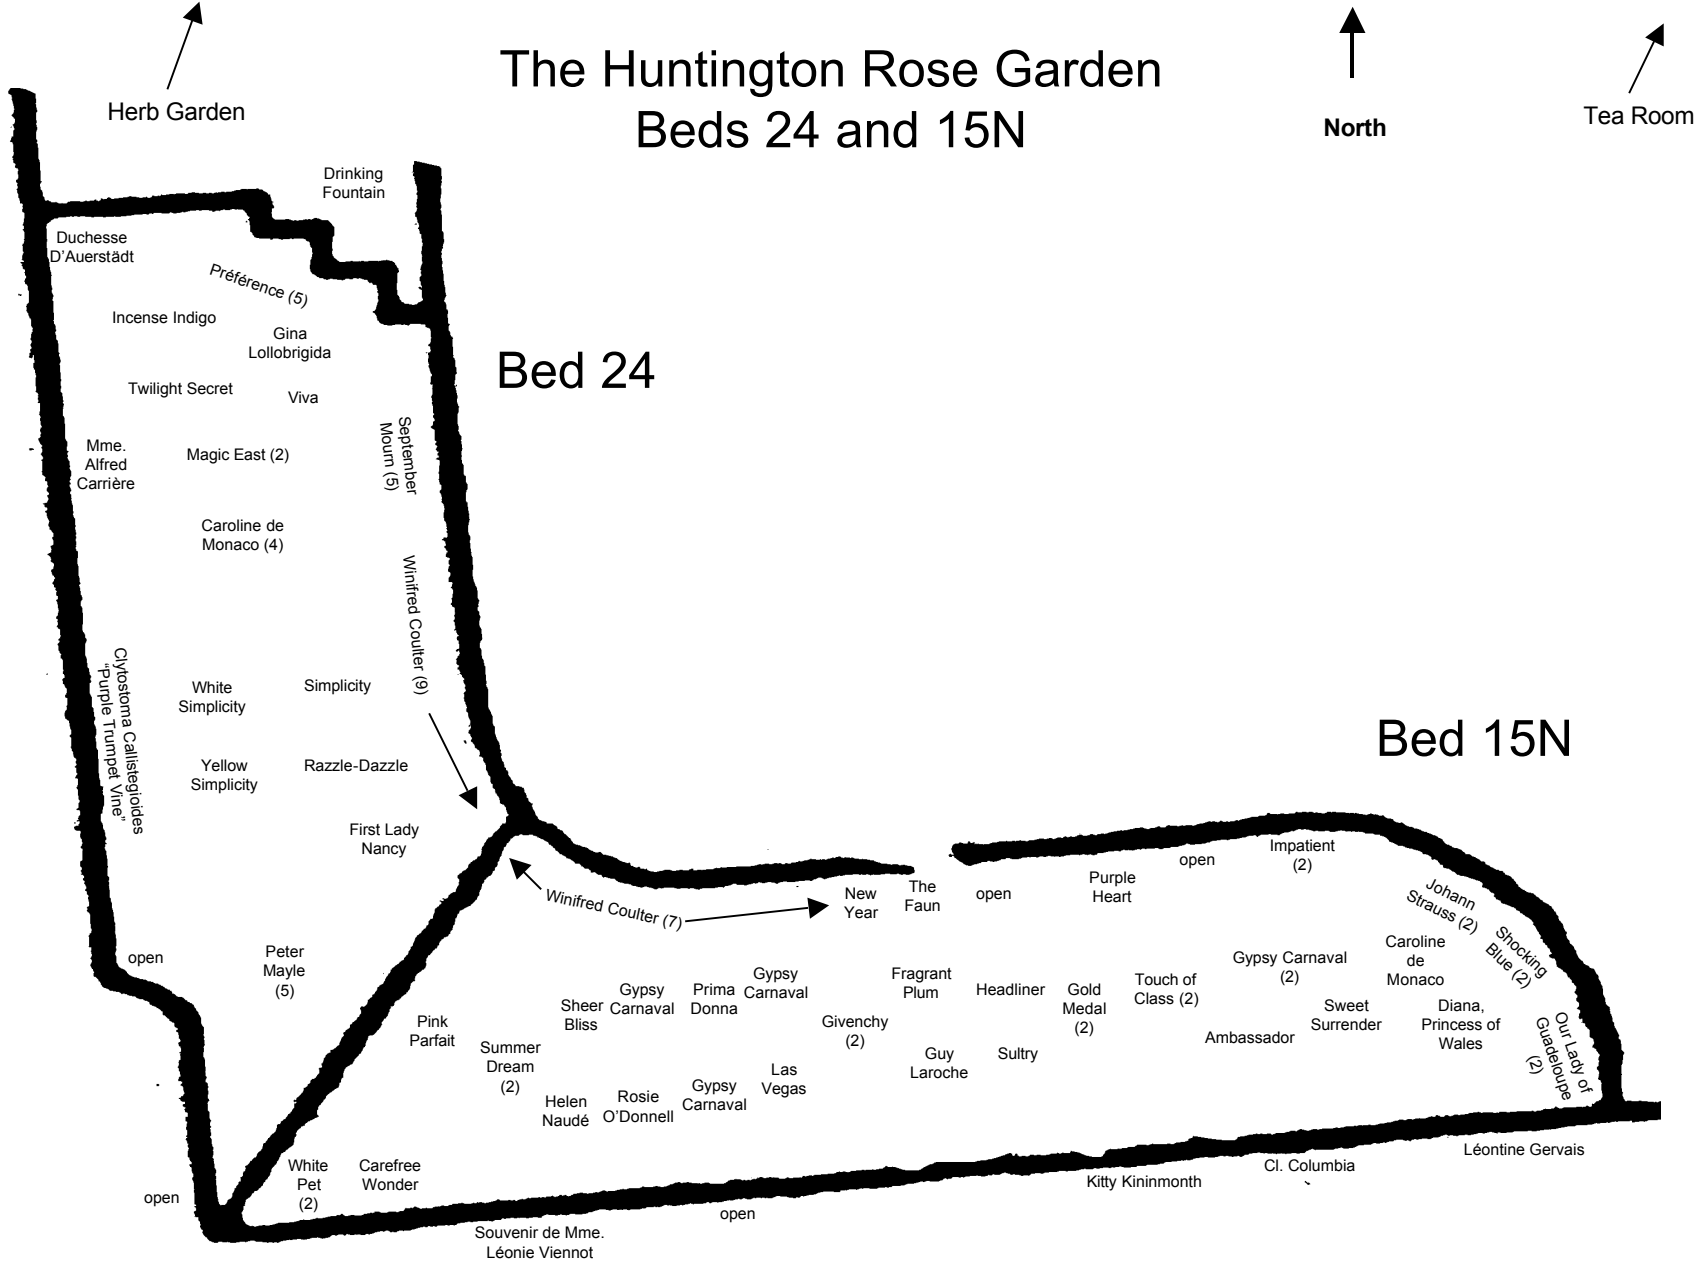 The Huntington Rose Garden
Beds 24 and 15N
Herb Garden
North
Tea Room
Drinking
Fountain
Duchesse
D'Auerstädt
Préférence (5)
Incense Indigo
Gina
Lollobrigida
Twilight Secret
Viva
Bed 24
Mme.
Alfred
Carrière
Magic East (2)
September
Mourn (5)
Caroline de
Monaco (4)
Winifred Coulter (9)
Clytostoma Callistegioides
“Purple Trumpet Vine”
White
Simplicity
Simplicity
Yellow
Simplicity
Razzle-Dazzle
First Lady
Nancy
open
Peter
Mayle
(5)
open
Bed 15N
Winifred Coulter (7)
New
Year
The
Faun
open
Purple
Heart
open
Impatient
(2)
Johann
Strauss (2)
Shocking
Blue (2)
Pink
Parfait
Summer
Dream
(2)
Sheer
Bliss
Gypsy
Carnaval
Prima
Donna
Gypsy
Carnaval
Givenchy
(2)
Fragrant
Plum
Headliner
Gold
Medal
(2)
Touch of
Class (2)
Gypsy Carnaval
(2)
Caroline
de
Monaco
Ambassador
Sweet
Surrender
Diana,
Princess of
Wales
Our Lady of
Guadeloupe
(2)
Helen
Naudé
Rosie
O'Donnell
Gypsy
Carnaval
Las
Vegas
Guy
Laroche
Sultry
White
Pet
(2)
Carefree
Wonder
Souvenir de Mme.
Léonie Viennot
open
Kitty Kininmonth
Cl. Columbia
Léontine Gervais